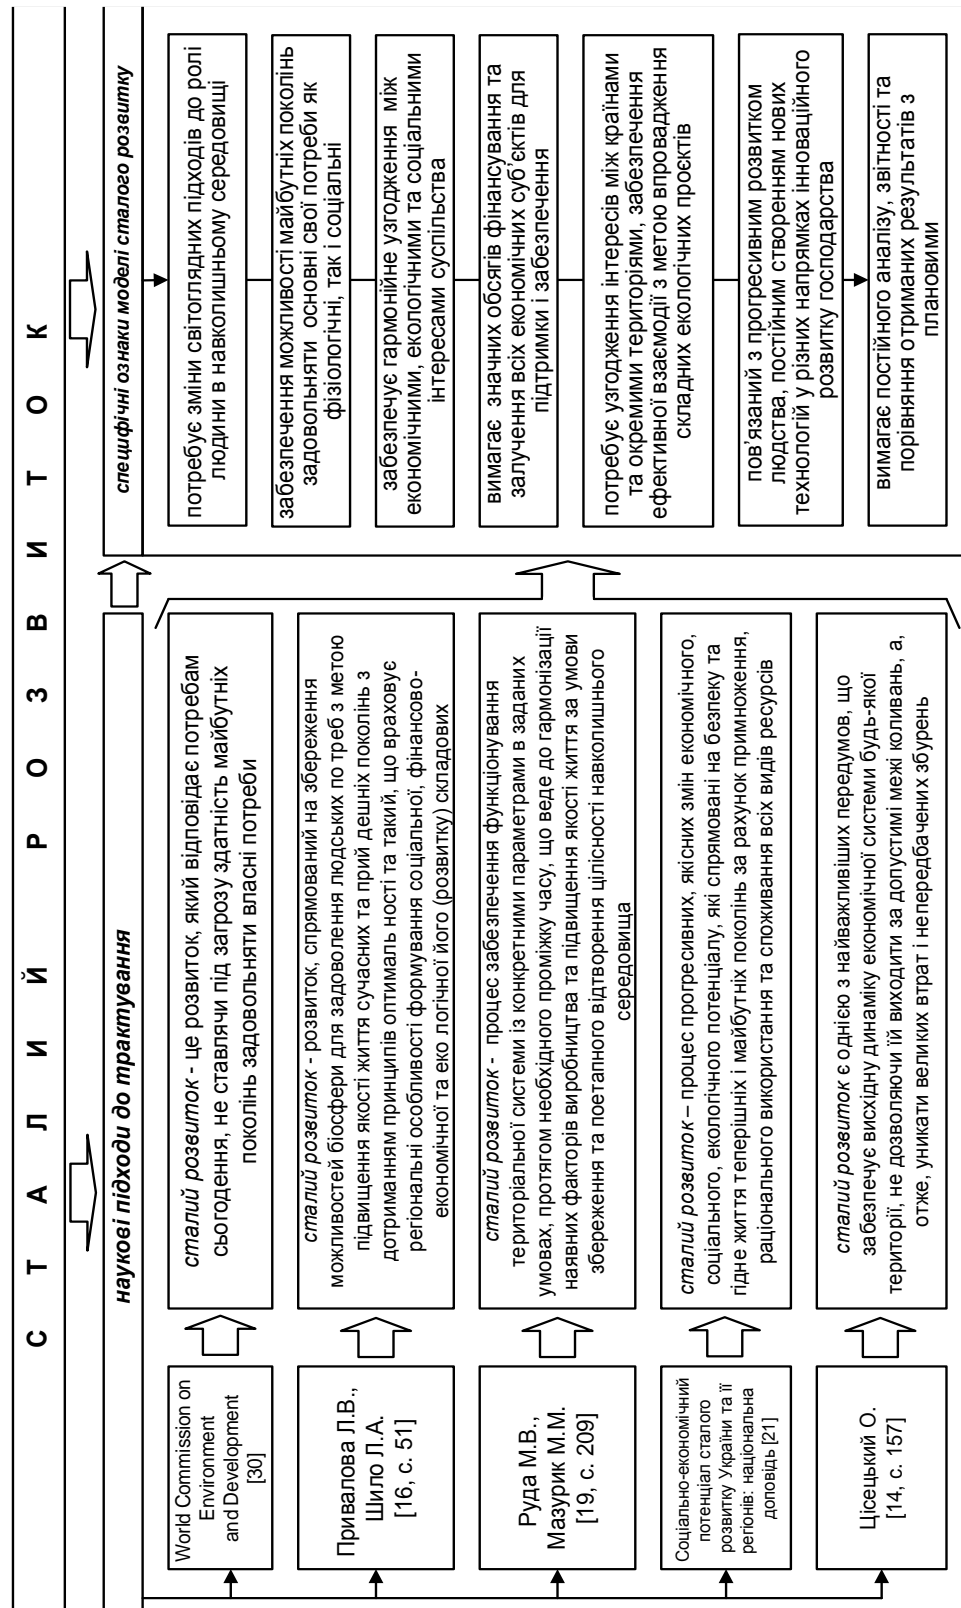 С Т А Л И Й Р О З В И Т О К
наукові підходи до трактування
World Commission on
Environment
and Development
[30]
сталий розвиток - це розвиток, який відповідає потребам
сьогодення, не ставлячи під загрозу здатність майбутніх
поколінь задовольняти власні потреби
Привалова Л.В.,
Шило Л.А.
[16, с. 51]
сталий розвиток - розвиток, спрямований на збереження
можливостей біосфери для задоволення людських по треб з метою
підвищення якості життя сучасних та прий дешніх поколінь з
дотриманням принципів оптималь ності та такий, що враховує
регіональні особливості формування соціальної, фінансово-
економічної та еко логічної його (розвитку) складових
Руда М.В.,
Мазурик М.М.
[19, с. 209]
сталий розвиток - процес забезпечення функціонування
територіальної системи із конкретними параметрами в заданих
умовах, протягом необхідного проміжку часу, що веде до гармонізації
наявних факторів виробництва та підвищення якості життя за умови
збереження та поетапного відтворення цілісності навколишнього
середовища
Соціально-економічний
потенціал сталого
розвитку України та її
регіонів: національна
доповідь [21]
сталий розвиток – процес прогресивних, якісних змін економічного,
соціального, екологічного потенціалу, які спрямовані на безпеку та
гідне життя теперішніх і майбутніх поколінь за рахунок примноження,
раціонального використання та споживання всіх видів ресурсів
Цісецький О.
[14, с. 157]
сталий розвиток є однією з найважливіших передумов, що
забезпечує висхідну динаміку економічної системи будь-якої
території, не дозволяючи їй виходити за допустимі межі коливань, а,
отже, уникати великих втрат і непередбачених збурень
специфічні ознаки моделі сталого розвитку
потребує зміни світоглядних підходів до ролі
людини в навколишньому середовищі
забезпечення можливості майбутніх поколінь
задовольняти основні свої потреби як
фізіологічні, так і соціальні
забезпечує гармонійне узгодження між
економічними, екологічними та соціальними
інтересами суспільства
вимагає значних обсягів фінансування та
залучення всіх економічних суб’єктів для
підтримки і забезпечення
потребує узгодження інтересів між країнами
та окремими територіями, забезпечення
ефективної взаємодії з метою впровадження
складних екологічних проєктів
пов’язаний з прогресивним розвитком
людства, постійним створенням нових
технологій у різних напрямках інноваційного
розвитку господарства
вимагає постійного аналізу, звітності та
порівняння отриманих результатів з
плановими